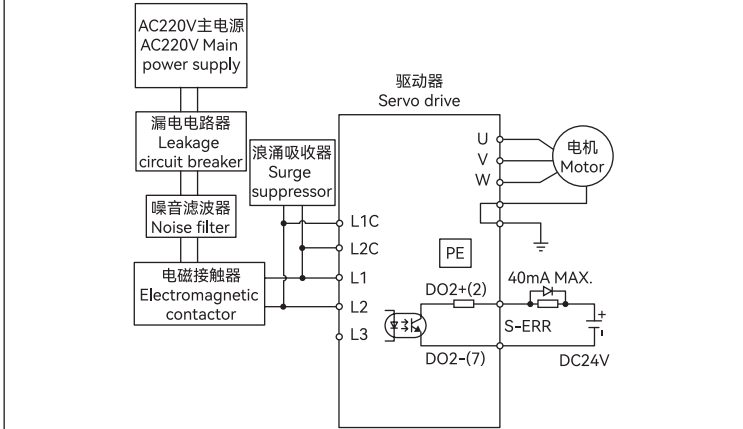 AC220V主电源
AC220V Main
power supply
漏电电路器
Leakage
circuit breaker
噪音滤波器
Noise filter
电磁接触器
Electromagnetic
contactor
浪涌吸收器
Surge
suppressor
驱动器
Servo drive
L1C
L2C
L1
L2
L3
U
V
W
电机
Motor
PE
DO2+(2)
DO2-(7)
40mA MAX.
S-ERR
+
DC24V